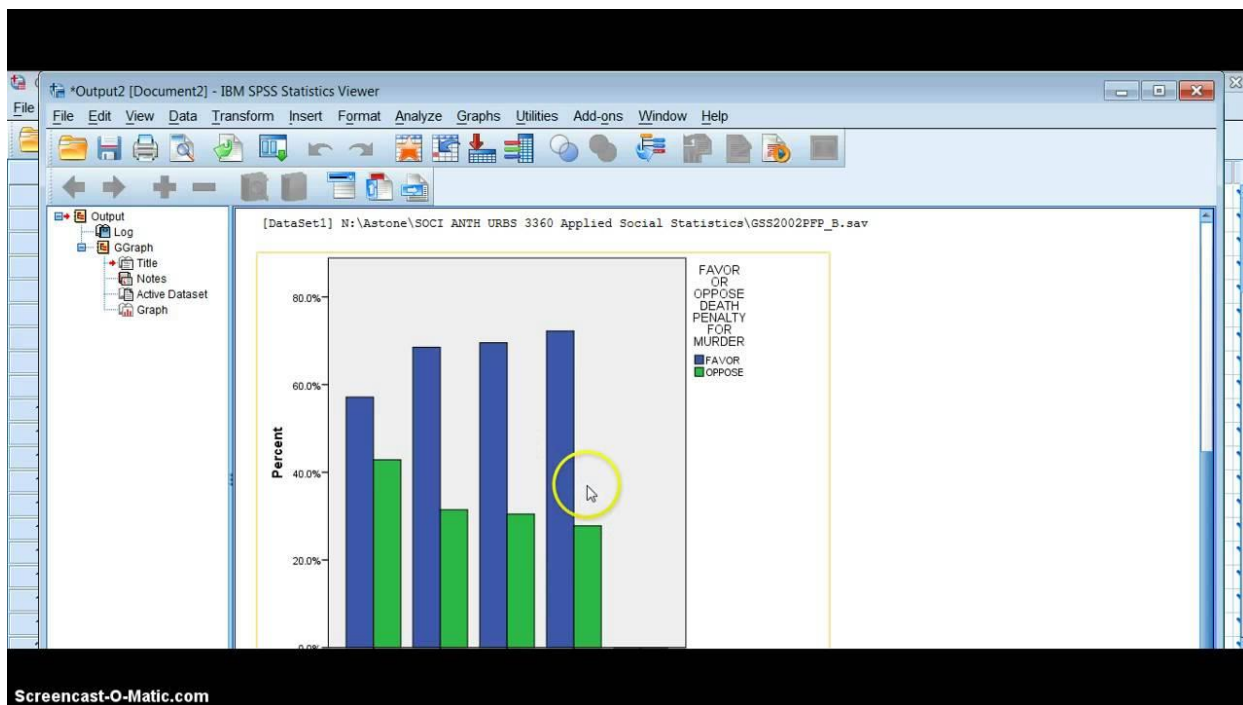 *Output2 [Document2] - IBM SPSS Statistics Viewer
File
File Edit View Data Transform Insert Format Analyze Graphs Utilities Add-ons Window Help
Output
Log
GGraph
Title
Notes
Active Dataset
Graph
[DataSet1] N:\Astone\SOCI ANTH URBS 3360 Applied Social Statistics\GSS2002PFP_B.sav
FAVOR
OR
OPPOSE
DEATH
PENALTY
FOR
MURDER
FAVOR
OPPOSE
80.0%
60.0%
40.0%
20.0%
0.0%
Percent
Screencast-O-Matic.com